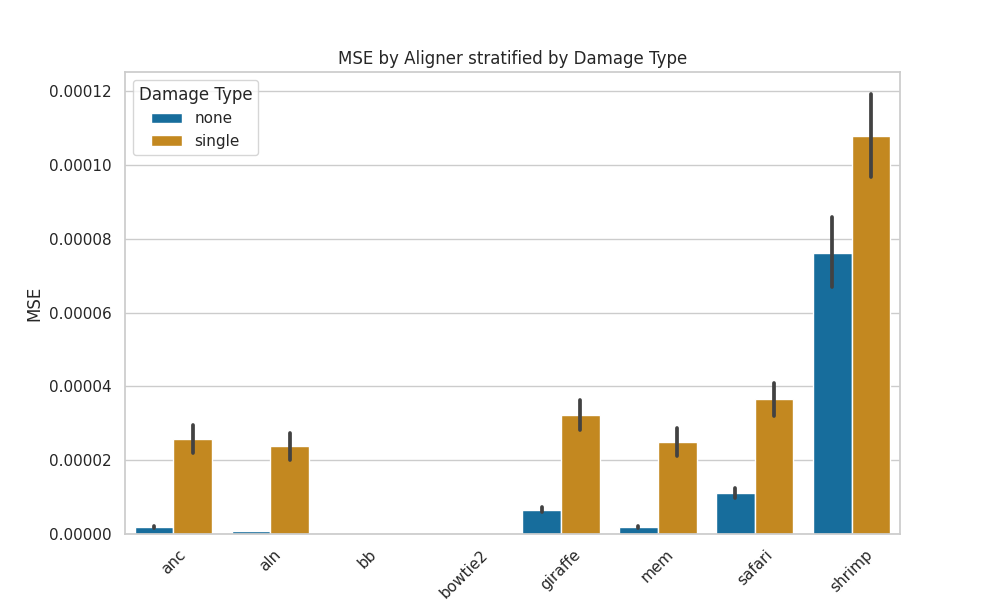 MSE by Aligner stratified by Damage Type
Damage Type
none
single
MSE
0.00012
0.00010
0.00008
0.00006
0.00004
0.00002
0.00000
anc
aln
bb
bowtie2
giraffe
mem
safari
shrimp